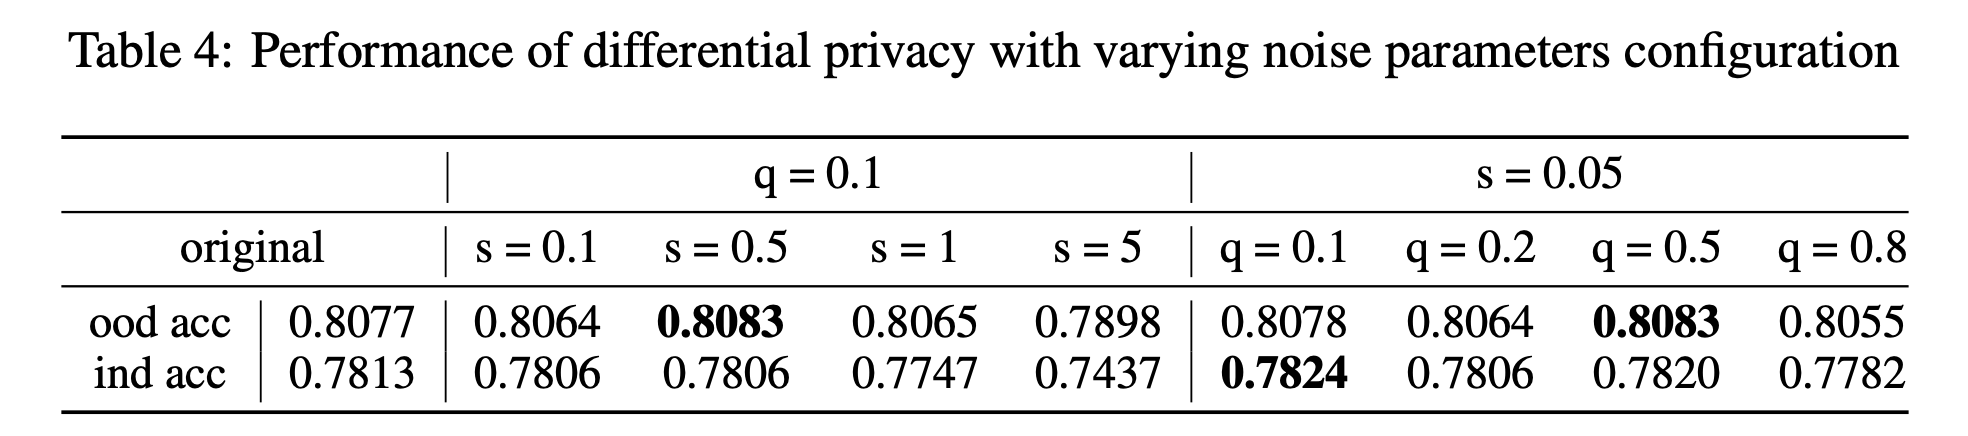 Table 4: Performance of differential privacy with varying noise parameters configuration
q = 0.1 s = 0.05
original s = 0.1 s = 0.5 s = 1 s = 5 q = 0.1 q = 0.2 q = 0.5 q = 0.8
ood acc 0.8077 0.8064 0.8083 0.8065 0.7898 0.8078 0.8064 0.8083 0.8055
ind acc 0.7813 0.7806 0.7806 0.7747 0.7437 0.7824 0.7806 0.7820 0.7782